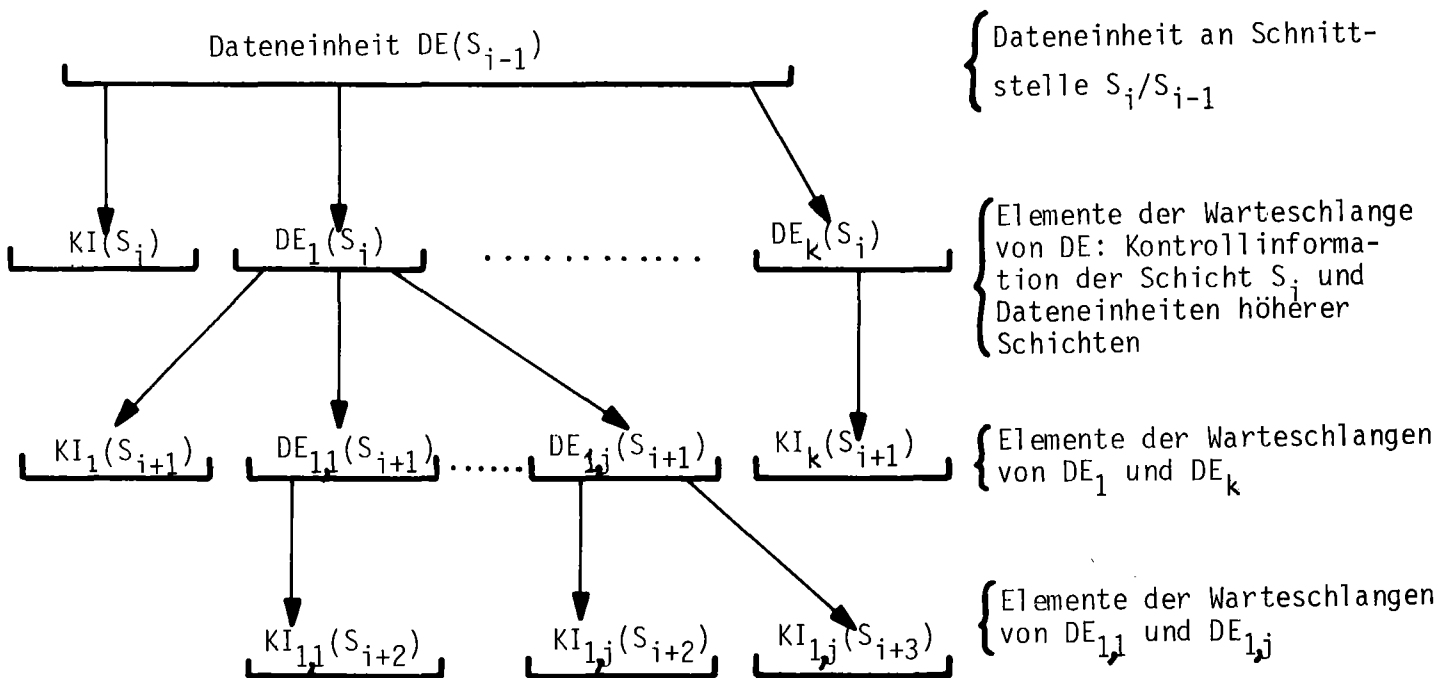 Dateneinheit DE(S_{i-1})
Dateneinheit an Schnitt-
stelle S_i/S_{i-1}
KI(S_i) DE_1(S_i) ............ DE_k(S_i)
Elemente der Warteschlange
von DE: Kontrollinforma-
tion der Schicht S_i und
Dateneinheiten höherer
Schichten
KI_1(S_{i+1}) DE_{1,1}(S_{i+1}) ...... DE_{1,j}(S_{i+1}) KI_k(S_{i+1})
Elemente der Warteschlangen
von DE_1 und DE_k
KI_{1,1}(S_{i+2}) KI_{1,j}(S_{i+2}) KI_{1,j}(S_{i+3})
Elemente der Warteschlangen
von DE_{1,1} und DE_{1,j}